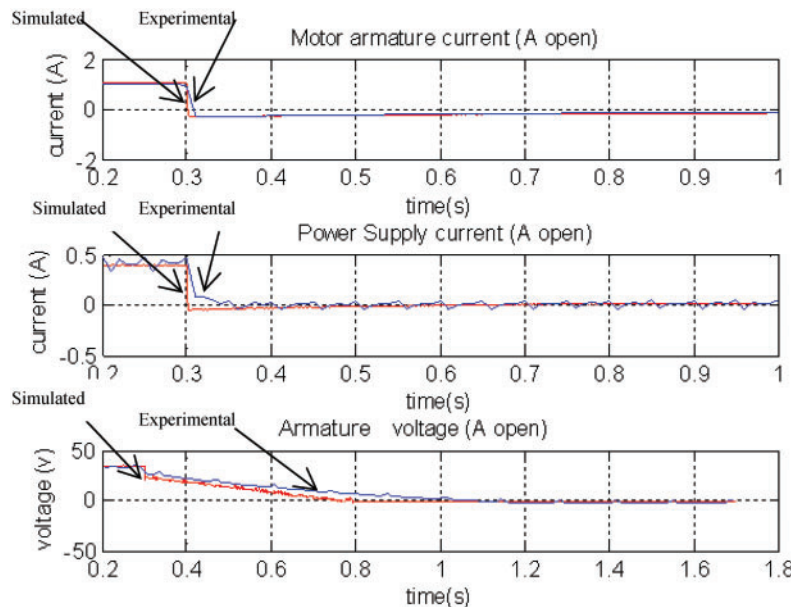 Simulated Experimental
Motor armature current (A open)
current (A)
2
0
-2
0.2 0.3 0.4 0.5 0.6 0.7 0.8 0.9 1
time(s)
Simulated Experimental
Power Supply current (A open)
current (A)
0.5
0
-0.5
0.2 0.3 0.4 0.5 0.6 0.7 0.8 0.9 1
time(s)
Simulated
Experimental
Armature voltage (A open)
voltage (v)
50
0
-50
0.2 0.4 0.6 0.8 1 1.2 1.4 1.6 1.8
time(s)